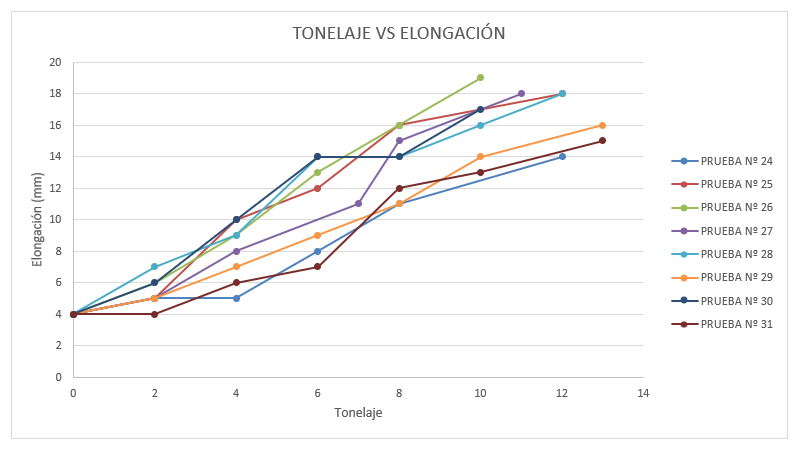 TONELAJE VS ELONGACIÓN
20
18
16
14
12
10
8
6
4
2
0
Elongación (mm)
0 2 4 6 8 10 12 14
Tonelaje
PRUEBA Nº 24
PRUEBA Nº 25
PRUEBA Nº 26
PRUEBA Nº 27
PRUEBA Nº 28
PRUEBA Nº 29
PRUEBA Nº 30
PRUEBA Nº 31